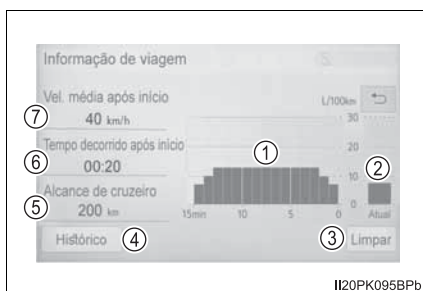 Informação de viagem
Vel. média após início
L/100km
⑦ 40 km/h
30
Tempo decorrido após início
①
20
②
⑥ 00:20
10
Alcance de cruzeiro
⑤ 200 km
15min 10 5 0
0
Atual
Histórico ④
③ Limpar
II20PK095BPb